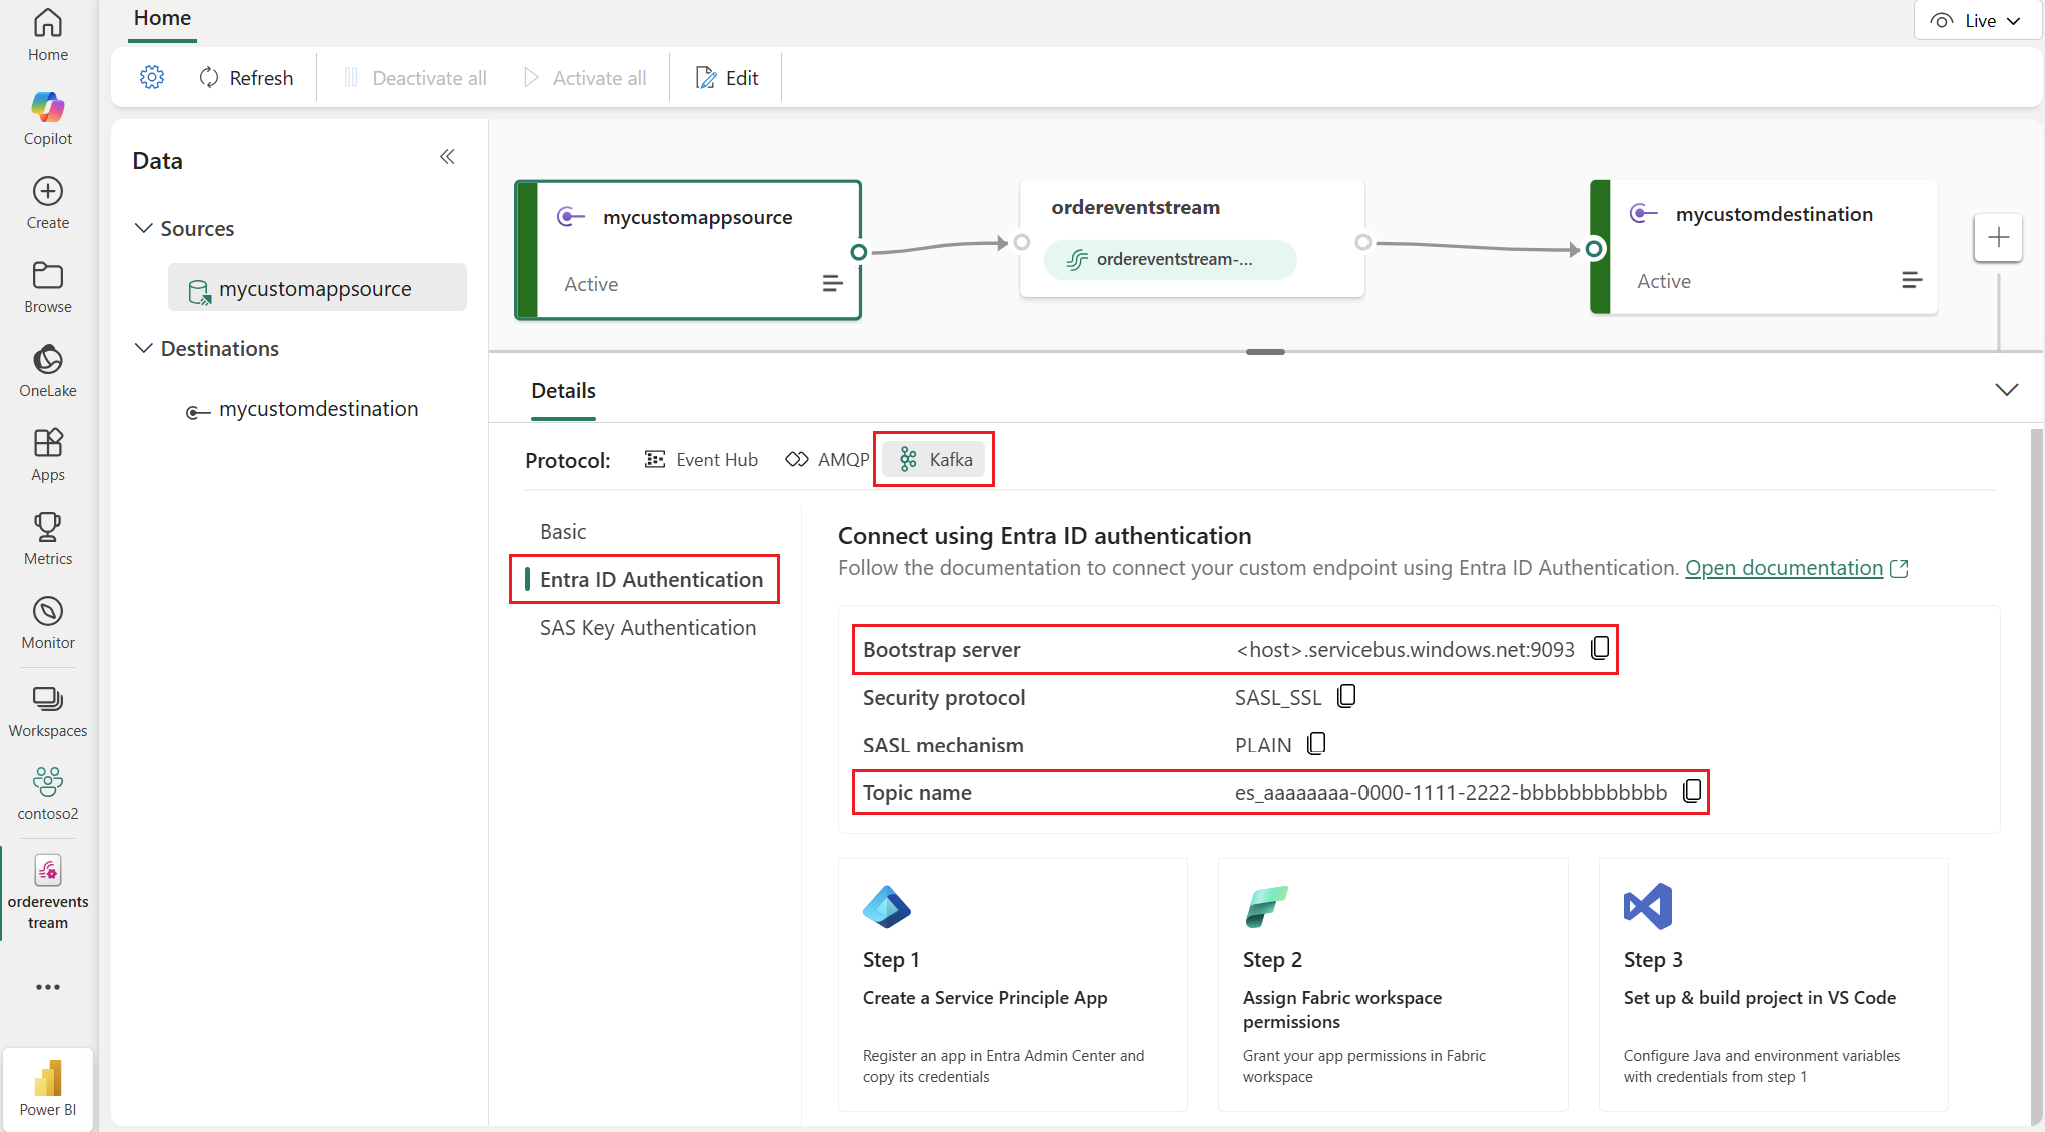 Home
Copilot
Create
Browse
OneLake
Apps
Metrics
Monitor
Workspaces
contoso2
orderevents
tream
Power BI
Home
Live
Refresh
Deactivate all
Activate all
Edit
Data
Sources
mycustomappsource
Destinations
mycustomdestination
mycustomappsource
Active
ordereventstream
ordereventstream-...
mycustomdestination
Active
Details
Protocol:
Event Hub
AMQP
Kafka
Basic
Entra ID Authentication
SAS Key Authentication
Connect using Entra ID authentication
Follow the documentation to connect your custom endpoint using Entra ID Authentication. Open documentation
Bootstrap server <host>.servicebus.windows.net:9093
Security protocol SASL_SSL
SASL mechanism PLAIN
Topic name es_aaaaaaaa-0000-1111-2222-bbbbbbbbbbbb
Step 1
Create a Service Principle App
Register an app in Entra Admin Center and
copy its credentials
Step 2
Assign Fabric workspace
permissions
Grant your app permissions in Fabric
workspace
Step 3
Set up & build project in VS Code
Configure Java and environment variables
with credentials from step 1